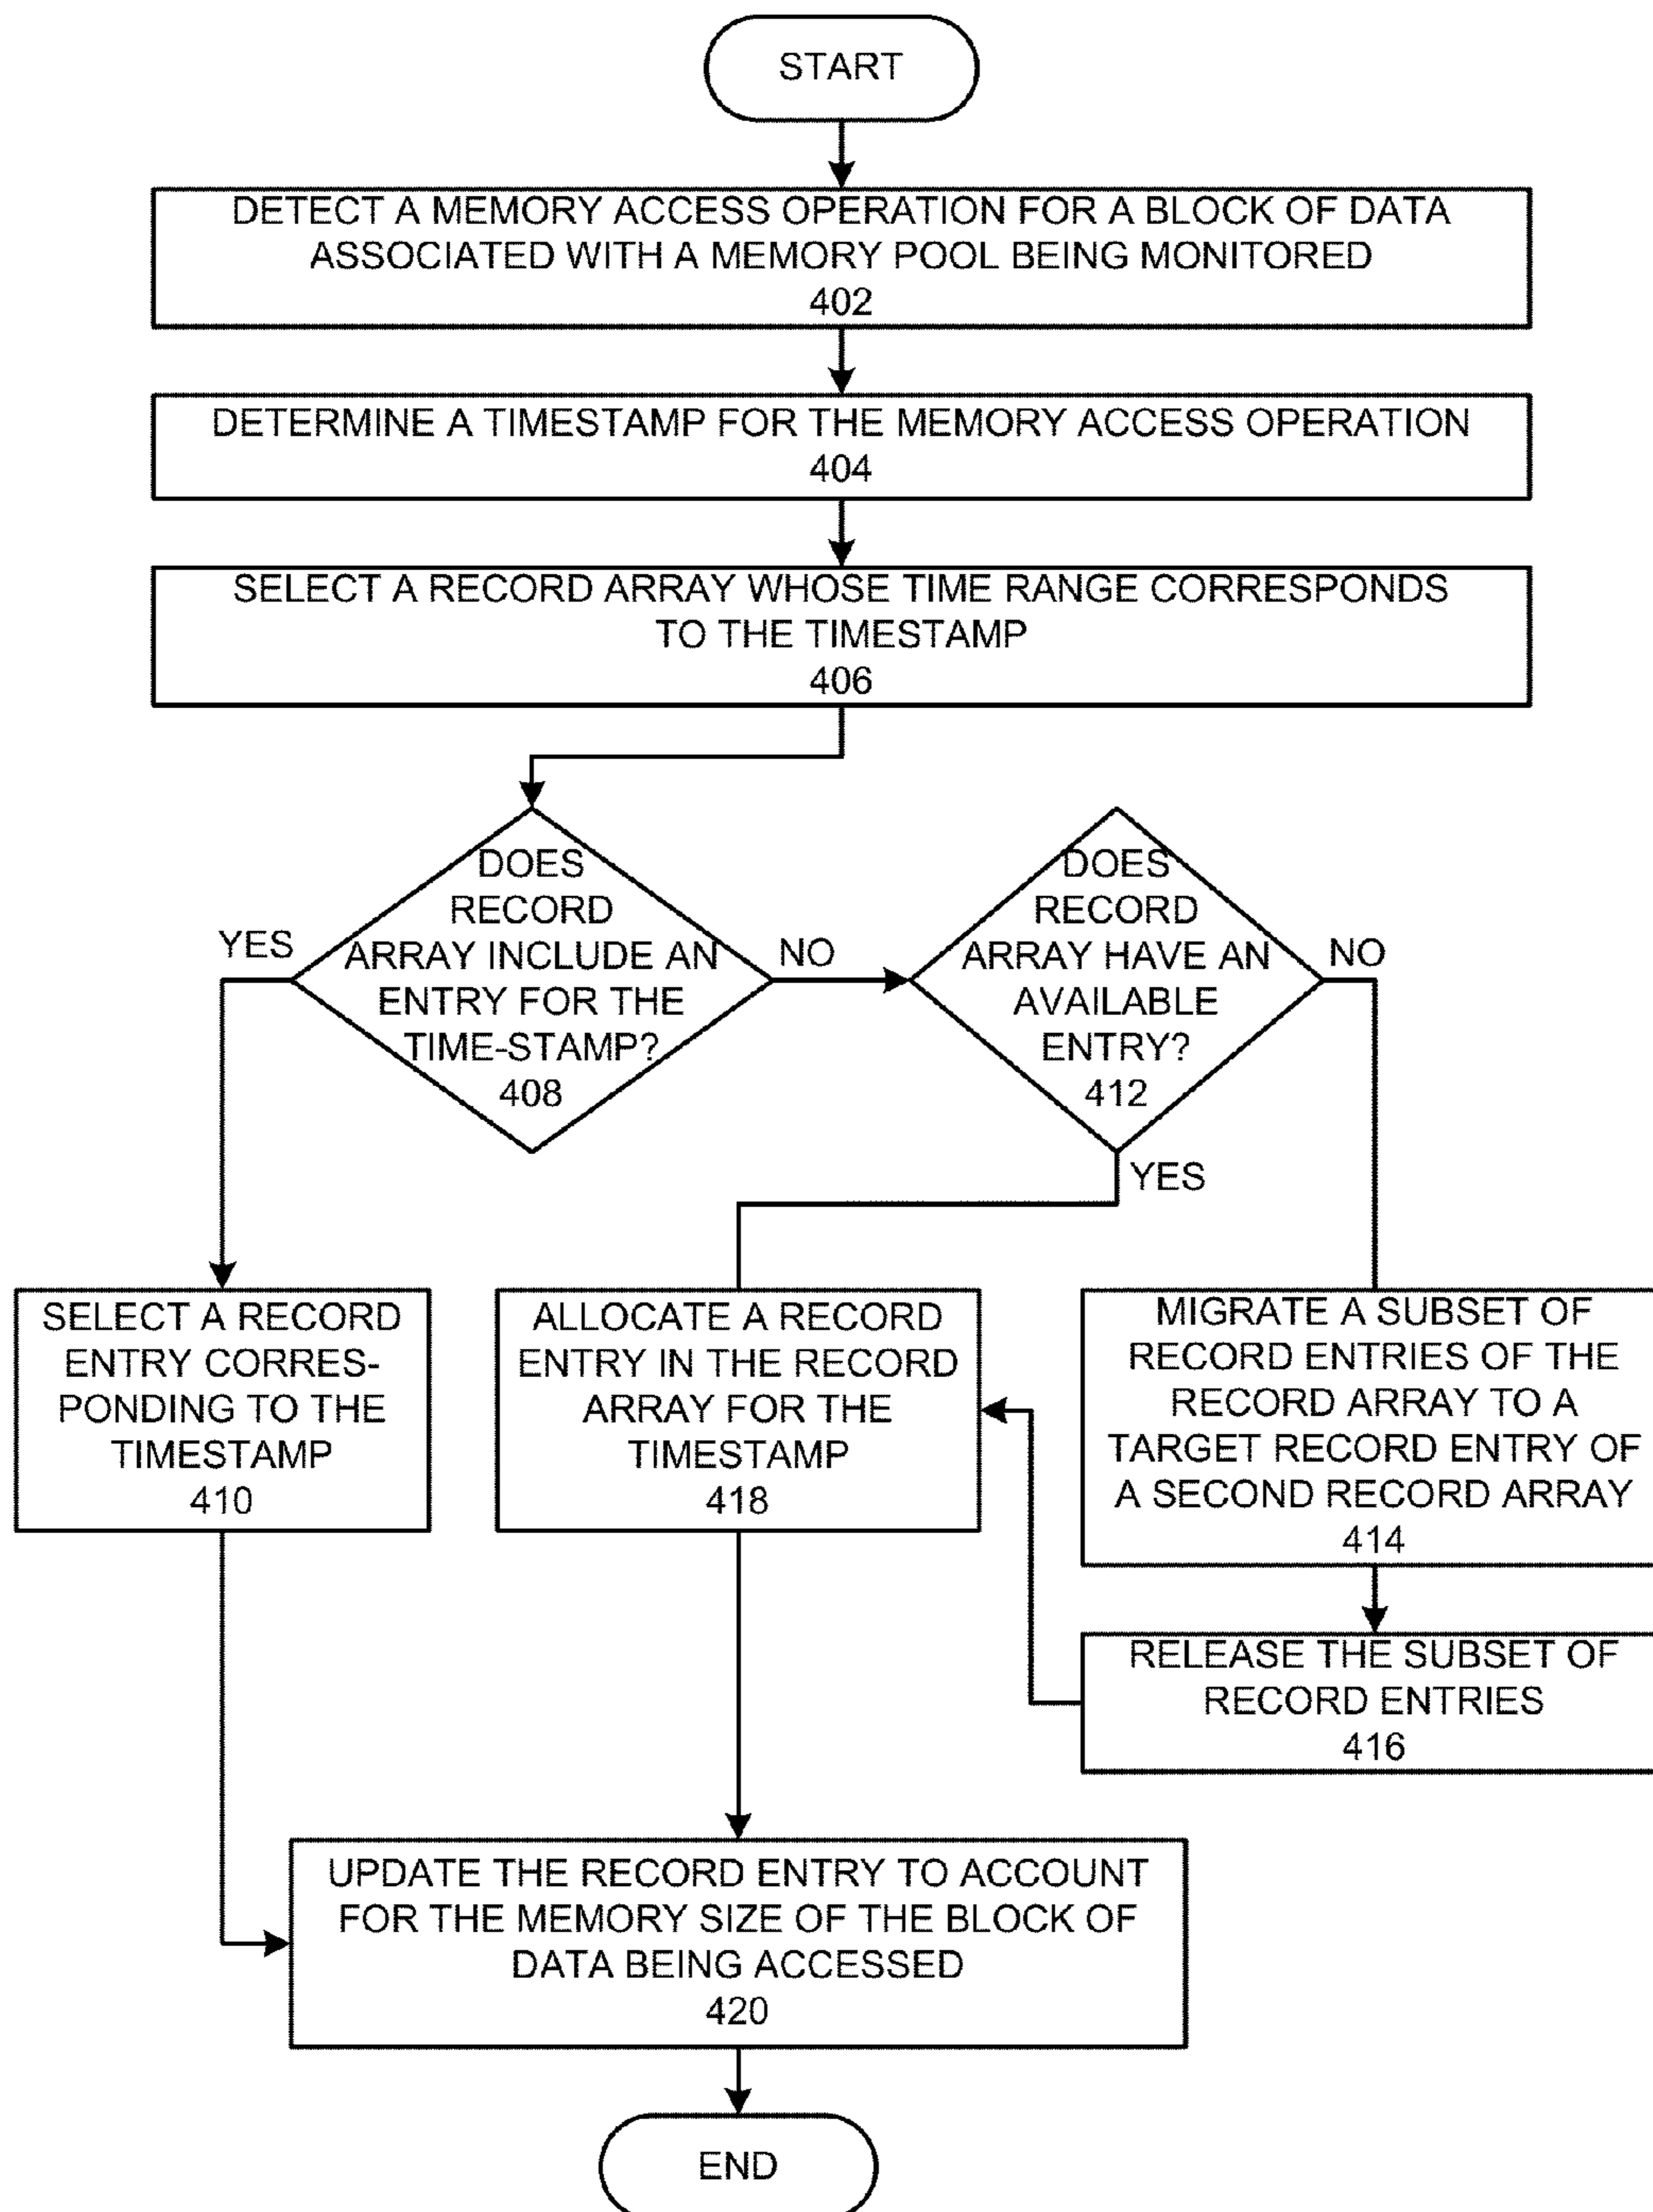 START
DETECT A MEMORY ACCESS OPERATION FOR A BLOCK OF DATA
ASSOCIATED WITH A MEMORY POOL BEING MONITORED
402
DETERMINE A TIMESTAMP FOR THE MEMORY ACCESS OPERATION
404
SELECT A RECORD ARRAY WHOSE TIME RANGE CORRESPONDS
TO THE TIMESTAMP
406
DOES
RECORD
ARRAY INCLUDE AN
ENTRY FOR THE
TIME-STAMP?
408
YES
NO
DOES
RECORD
ARRAY HAVE AN
AVAILABLE
ENTRY?
412
NO
YES
SELECT A RECORD
ENTRY CORRES-
PONDING TO THE
TIMESTAMP
410
ALLOCATE A RECORD
ENTRY IN THE RECORD
ARRAY FOR THE
TIMESTAMP
418
MIGRATE A SUBSET OF
RECORD ENTRIES OF THE
RECORD ARRAY TO A
TARGET RECORD ENTRY OF
A SECOND RECORD ARRAY
414
RELEASE THE SUBSET OF
RECORD ENTRIES
416
UPDATE THE RECORD ENTRY TO ACCOUNT
FOR THE MEMORY SIZE OF THE BLOCK OF
DATA BEING ACCESSED
420
END